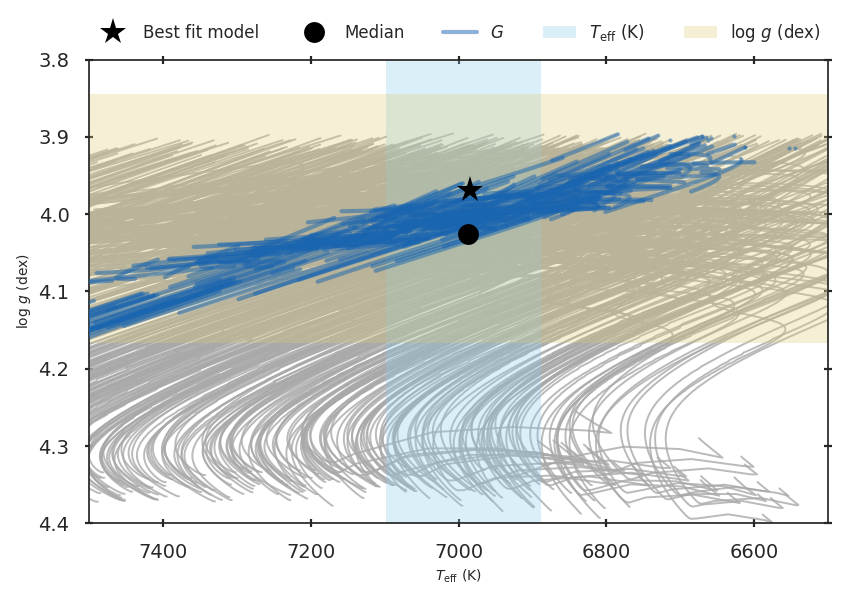 Best fit model Median G T_eff (K) log g (dex)
3.8
3.9
4.0
4.1
4.2
4.3
4.4
log g (dex)
7400 7200 7000 6800 6600
T_eff (K)